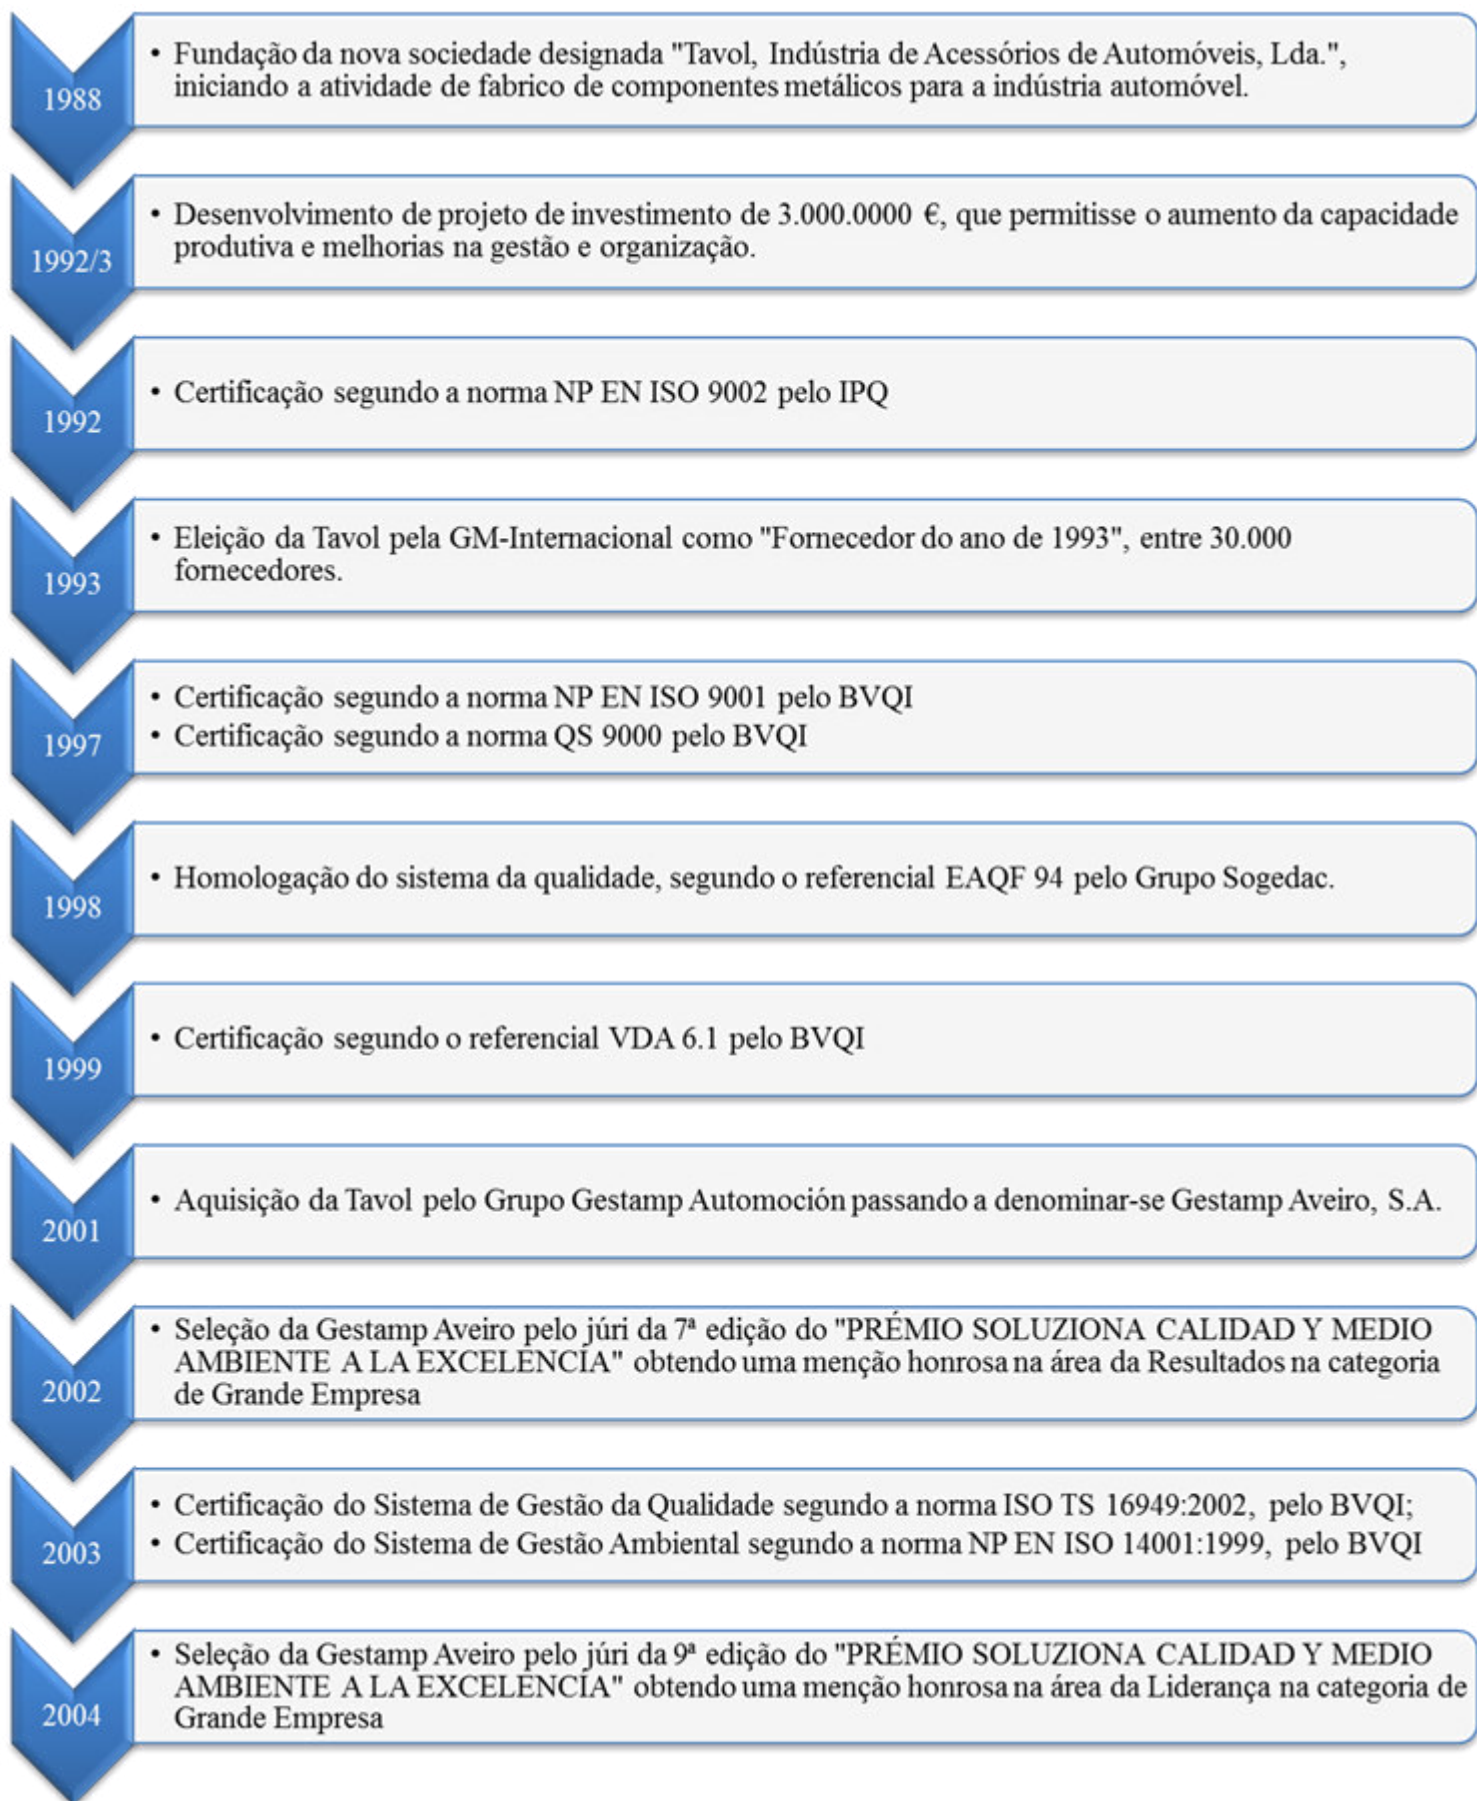 1988
• Fundação da nova sociedade designada "Tavol, Indústria de Acessórios de Automóveis, Lda.",
iniciando a atividade de fabrico de componentes metálicos para a indústria automóvel.
1992/3
• Desenvolvimento de projeto de investimento de 3.000.0000 €, que permitisse o aumento da capacidade
produtiva e melhorias na gestão e organização.
1992
• Certificação segundo a norma NP EN ISO 9002 pelo IPQ
1993
• Eleição da Tavol pela GM-Internacional como "Fornecedor do ano de 1993", entre 30.000
fornecedores.
1997
• Certificação segundo a norma NP EN ISO 9001 pelo BVQI
• Certificação segundo a norma QS 9000 pelo BVQI
1998
• Homologação do sistema da qualidade, segundo o referencial EAQF 94 pelo Grupo Sogedac.
1999
• Certificação segundo o referencial VDA 6.1 pelo BVQI
2001
• Aquisição da Tavol pelo Grupo Gestamp Automoción passando a denominar-se Gestamp Aveiro, S.A.
2002
• Seleção da Gestamp Aveiro pelo júri da 7ª edição do "PRÉMIO SOLUZIONA CALIDAD Y MEDIO
AMBIENTE A LA EXCELENCÍA" obtendo uma menção honrosa na área da Resultados na categoria
de Grande Empresa
2003
• Certificação do Sistema de Gestão da Qualidade segundo a norma ISO TS 16949:2002, pelo BVQI;
• Certificação do Sistema de Gestão Ambiental segundo a norma NP EN ISO 14001:1999, pelo BVQI
2004
• Seleção da Gestamp Aveiro pelo júri da 9ª edição do "PRÉMIO SOLUZIONA CALIDAD Y MEDIO
AMBIENTE A LA EXCELENCÍA" obtendo uma menção honrosa na área da Liderança na categoria de
Grande Empresa